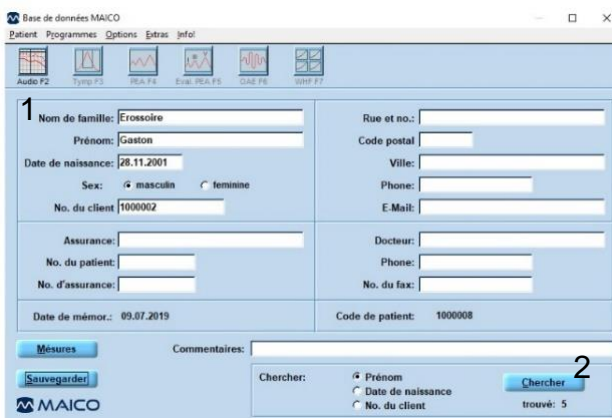 Base de données MAICO
Patient Programmes Options Extras Info!
Audio F2 Tymp F3 PEA F4 Eval. PEA F5 OAE F6 WHF F7
1
Nom de famille: Erossoire
Prénom: Gaston
Date de naissance: 28.11.2001
Sex: masculin feminine
No. du client 1000002
Rue et no.:
Code postal
Ville:
Phone:
E-Mail:
Assurance:
No. du patient:
No. d'assurance:
Docteur:
Phone:
No. du fax:
Date de mémor.: 09.07.2019
Code de patient: 1000008
Mésures
Commentaires:
Sauvegarder
MAICO
Chercher:
Prénom
Date de naissance
No. du client
2
Chercher
trouvé: 5